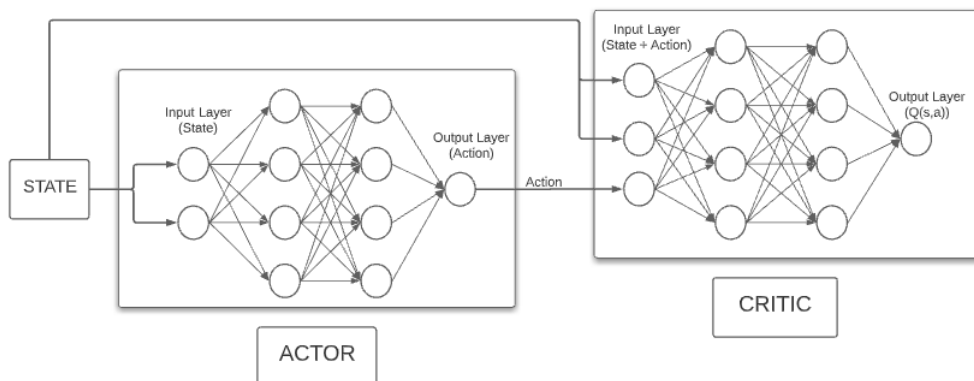 STATE
Input Layer
(State)
Output Layer
(Action)
ACTOR
Action
Input Layer
(State + Action)
Output Layer
(Q(s,a))
CRITIC